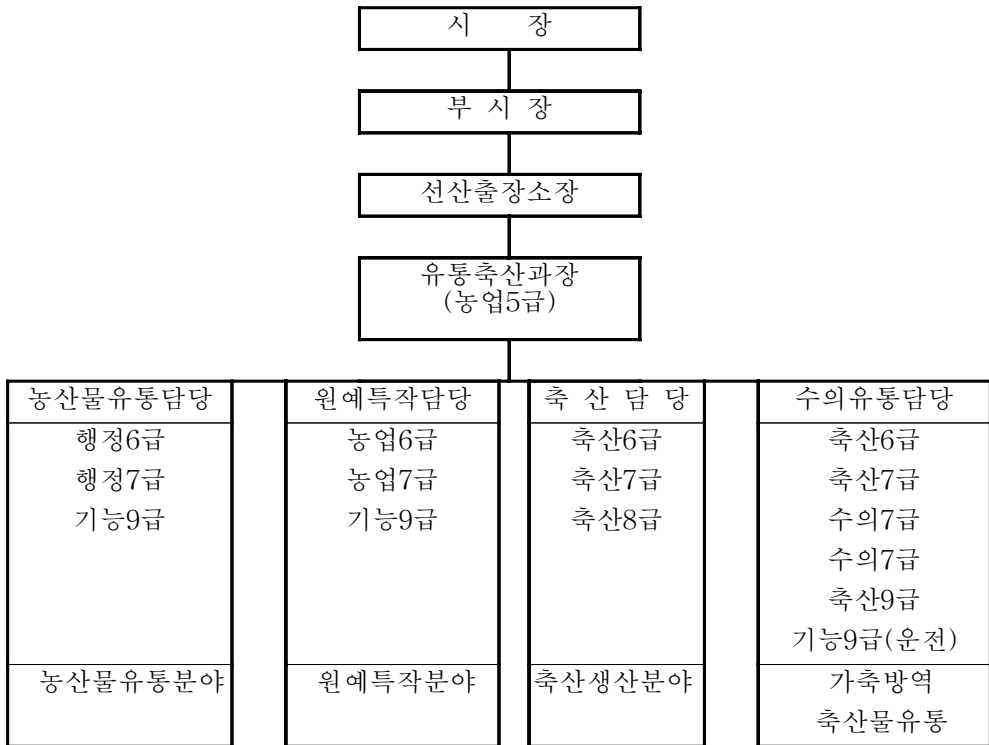 시 장
부 시 장
선산출장소장
유통축산과장
(농업5급)
농산물유통담당
행정6급
행정7급
기능9급
농산물유통분야
원예특작담당
농업6급
농업7급
기능9급
원예특작분야
축 산 담 당
축산6급
축산7급
축산8급
축산생산분야
수의유통담당
축산6급
축산7급
수의7급
수의7급
축산9급
기능9급(운전)
가축방역
축산물유통